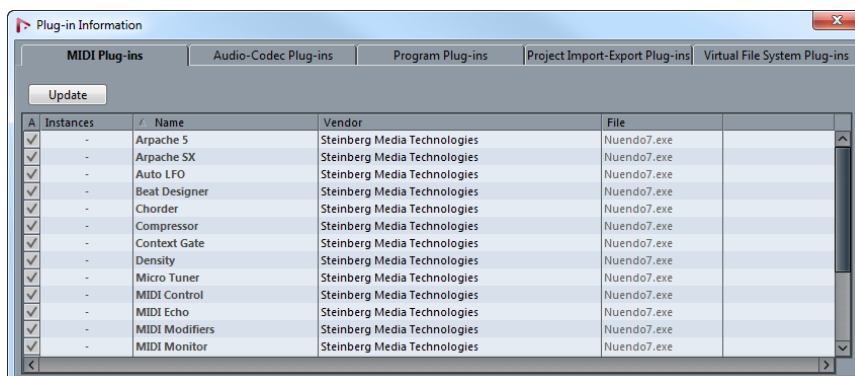 Plug-in Information
MIDI Plug-ins Audio-Codec Plug-ins Program Plug-ins Project Import-Export Plug-ins Virtual File System Plug-ins
Update
A Instances Name Vendor File
- Arpache 5 Steinberg Media Technologies Nuendo7.exe
- Arpache SX Steinberg Media Technologies Nuendo7.exe
- Auto LFO Steinberg Media Technologies Nuendo7.exe
- Beat Designer Steinberg Media Technologies Nuendo7.exe
- Chorder Steinberg Media Technologies Nuendo7.exe
- Compressor Steinberg Media Technologies Nuendo7.exe
- Context Gate Steinberg Media Technologies Nuendo7.exe
- Density Steinberg Media Technologies Nuendo7.exe
- Micro Tuner Steinberg Media Technologies Nuendo7.exe
- MIDI Control Steinberg Media Technologies Nuendo7.exe
- MIDI Echo Steinberg Media Technologies Nuendo7.exe
- MIDI Modifiers Steinberg Media Technologies Nuendo7.exe
- MIDI Monitor Steinberg Media Technologies Nuendo7.exe